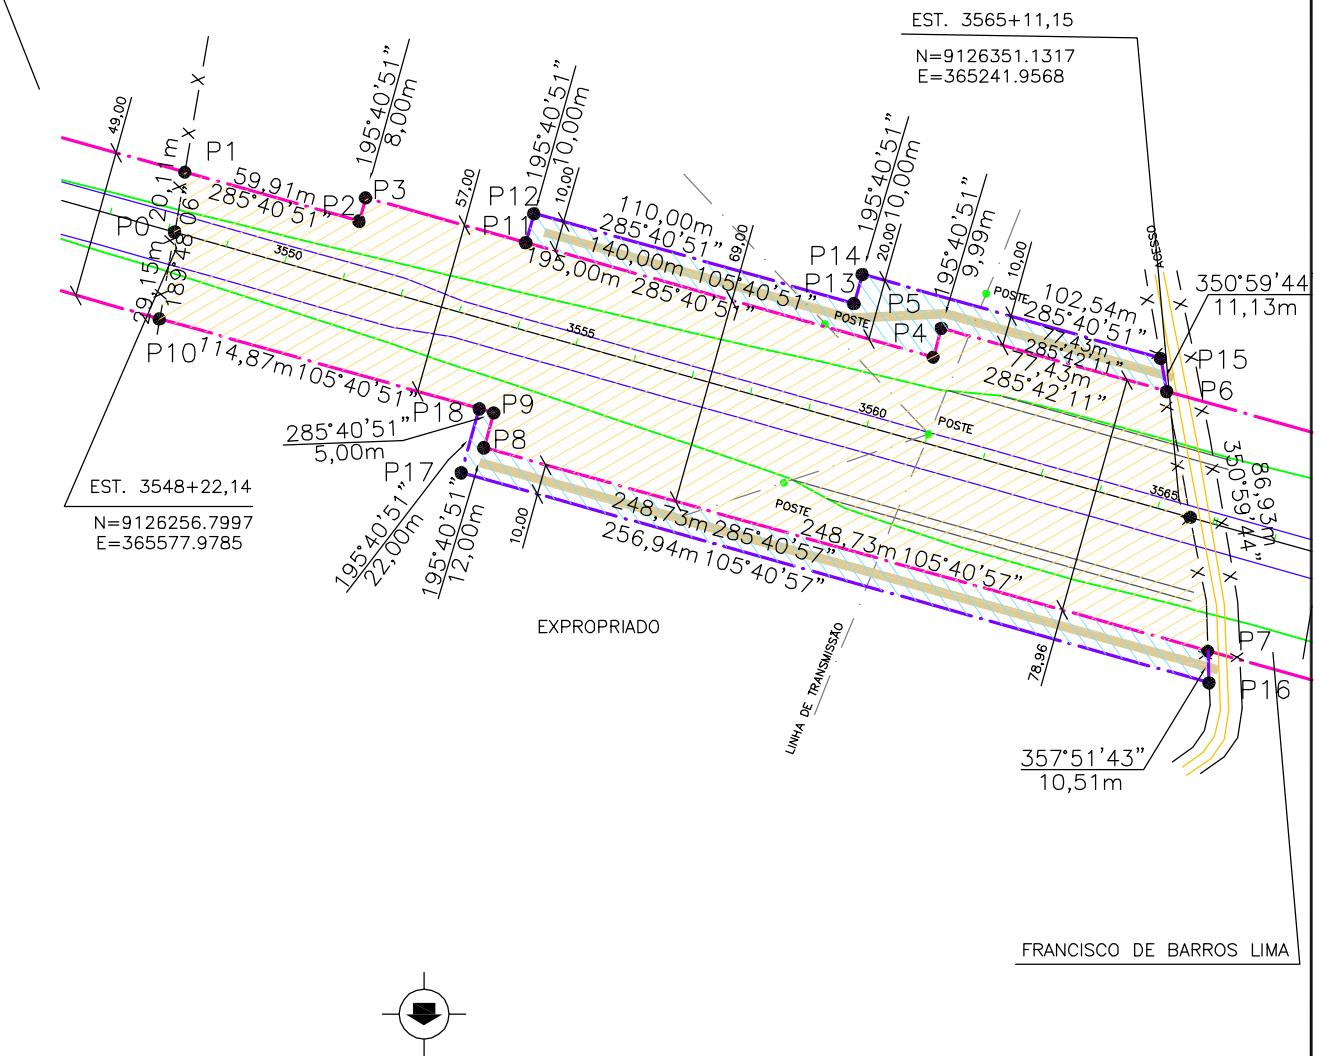 EST. 3565+11,15
N=9126351.1317
E=365241.9568
49,00
P1
20,11m
189°48'06"
29,15m
P0
P10
59,91m
285°40'51"
P2
P3
195°40'51"
8,00m
57,00
P12
P11
195°40'51"
10,00m
10,00
110,00m
285°40'51"
140,00m 105°40'51"
195,00m 285°40'51"
69,00
P14
P13
195°40'51"
10,00m
20,00
P5
P4
195°40'51"
9,99m
10,00
POSTE
POSTE
102,54m
285°40'51"
77,43m
285°42'11"
77,43m
285°42'11"
ACESSO
350°59'44
11,13m
P15
P6
3550
3555
3560
3565
POSTE
POSTE
114,87m 105°40'51"
P18
P9
P8
P17
285°40'51"
5,00m
195°40'51"
22,00m
195°40'51"
12,00m
10,00
EST. 3548+22,14
N=9126256.7997
E=365577.9785
248,73m 285°40'57"
248,73m 105°40'57"
256,94m 105°40'57"
86,93m
350°59'44"
EXPROPRIADO
LINHA DE TRANSMISSÃO
78,96
P7
P16
357°51'43"
10,51m
FRANCISCO DE BARROS LIMA